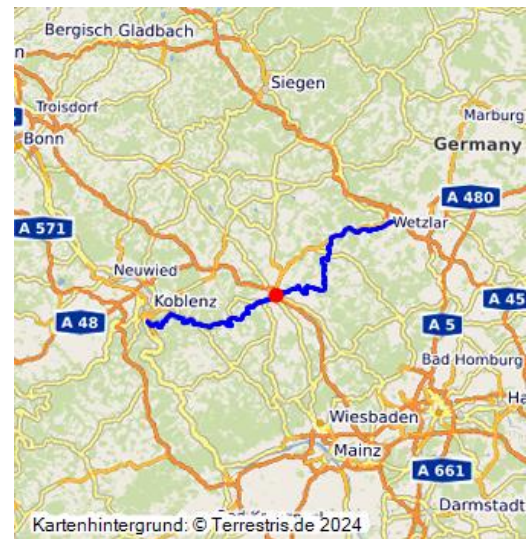 Bergisch Gladbach
n
Siegen
Troisdorf
Marburg
Bonn
Germany
A 480
A 571
Wetzlar
Neuwied
Koblenz
A 45
A 48
A 5
Bad Homburg
Ha
Wiesbaden
Mainz
A 661
Darmstadt
Kartenhintergrund: © Terrestris.de 2024